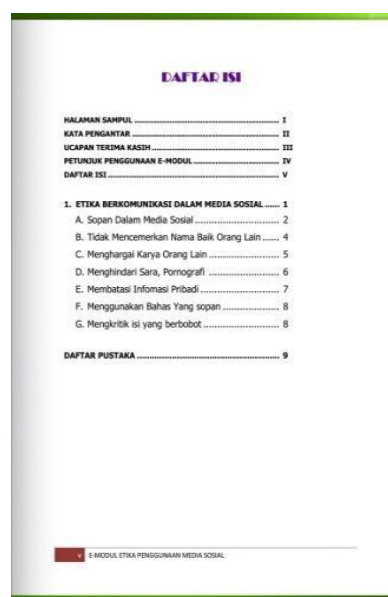 DAFTAR ISI
HALAMAN SAMPUL ........................................................ I
KATA PENGANTAR ........................................................ II
UCAPAN TERIMA KASIH ................................................ III
PETUNJUK PENGGUNAAN E-MODUL ................................ IV
DAFTAR ISI ................................................................ V
1. ETIKA BERKOMUNIKASI DALAM MEDIA SOSIAL ...... 1
A. Sopan Dalam Media Sosial ........................ 2
B. Tidak Mencemerkan Nama Baik Orang Lain ...... 4
C. Menghargai Karya Orang Lain ...................... 5
D. Menghindari Sara, Pornografi ...................... 6
E. Membatasi Infomasi Pribadi ........................ 7
F. Menggunakan Bahas Yang sopan .................. 8
G. Mengkritik isi yang berbobot ....................... 8
DAFTAR PUSTAKA ...................................................... 9
v E-MODUL ETIKA PENGGUNAAN MEDIA SOSIAL